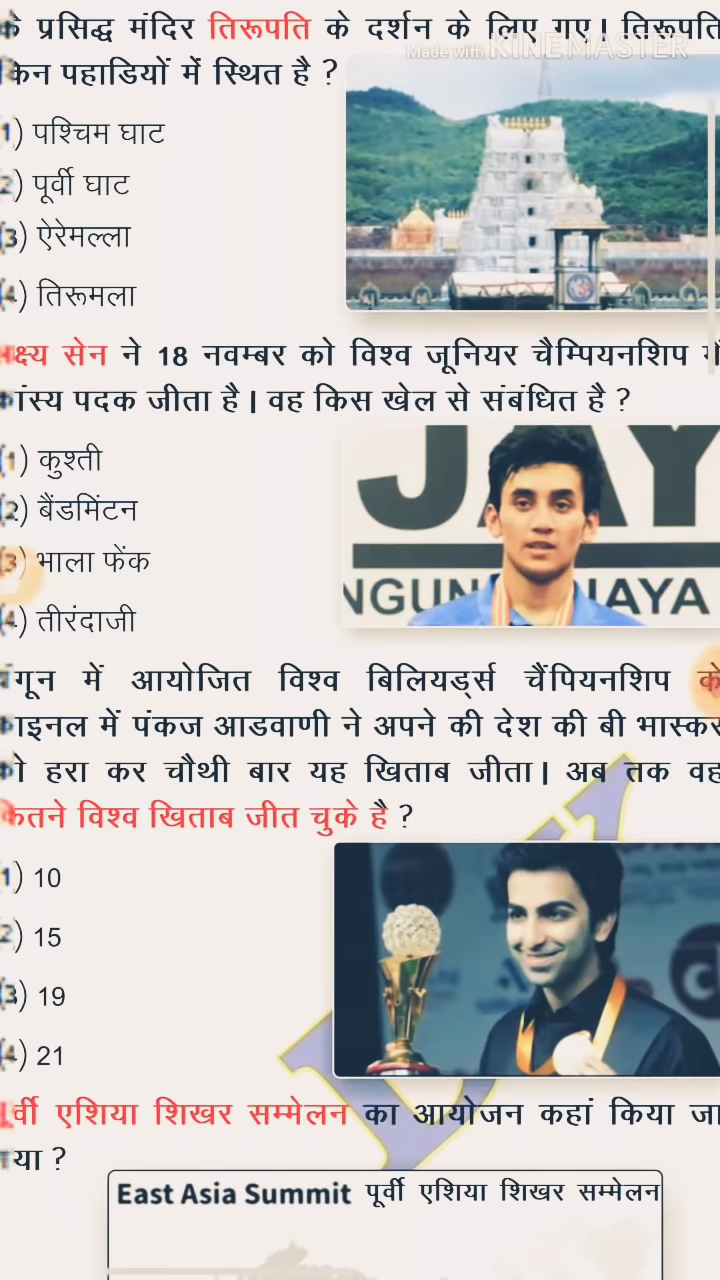 के प्रसिद्ध मंदिर तिरूपति के दर्शन के लिए गए। तिरूपति
Made with KINEMASTER
किन पहाडियों में स्थित है ?
1) पश्चिम घाट
2) पूर्वी घाट
(3) ऐरेमल्ला
(4) तिरूमला
लक्ष्य सेन ने 18 नवम्बर को विश्व जूनियर चैम्पियनशिप में
कांस्य पदक जीता है। वह किस खेल से संबंधित है ?
(1) कुश्ती
(2) बैंडमिंटन
(3) भाला फेंक
(4) तीरंदाजी
JAY
NGUN JAYA
यंगून में आयोजित विश्व बिलियर्ड्स चैंपियनशिप के
फाइनल में पंकज आडवाणी ने अपने की देश की बी भास्कर
को हरा कर चौथी बार यह खिताब जीता। अब तक वह
कितने विश्व खिताब जीत चुके है ?
1) 10
2) 15
3) 19
(4) 21
पूर्वी एशिया शिखर सम्मेलन का आयोजन कहां किया जा
गया ?
East Asia Summit पूर्वी एशिया शिखर सम्मेलन